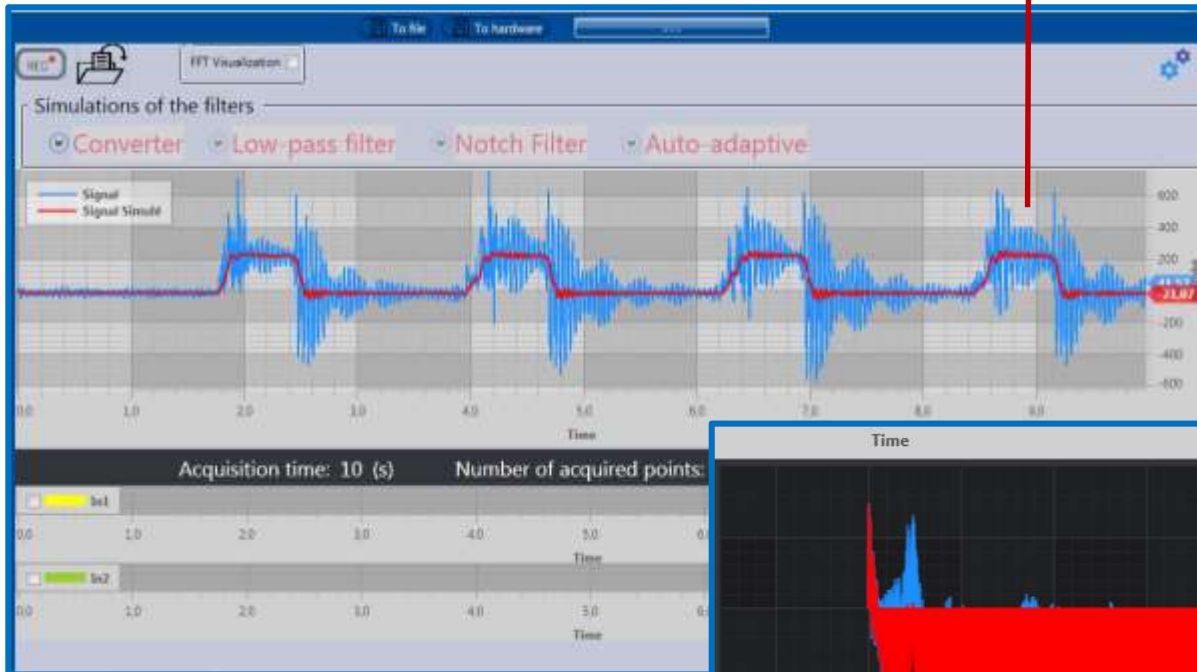 To file To hardware ...
REC FFT Visualization
Simulations of the filters
Converter Low-pass filter Notch Filter Auto-adaptive
Signal
Signal Simulé
600
400
200
21,07
-200
-400
-600
0,0 1,0 2,0 3,0 4,0 5,0 6,0 7,0 8,0 9,0
Time
Time
Acquisition time: 10 (s) Number of acquired points:
In1
0,0 1,0 2,0 3,0 4,0 5,0
Time
In2
0,0 1,0 2,0 3,0 4,0 5,0
Time